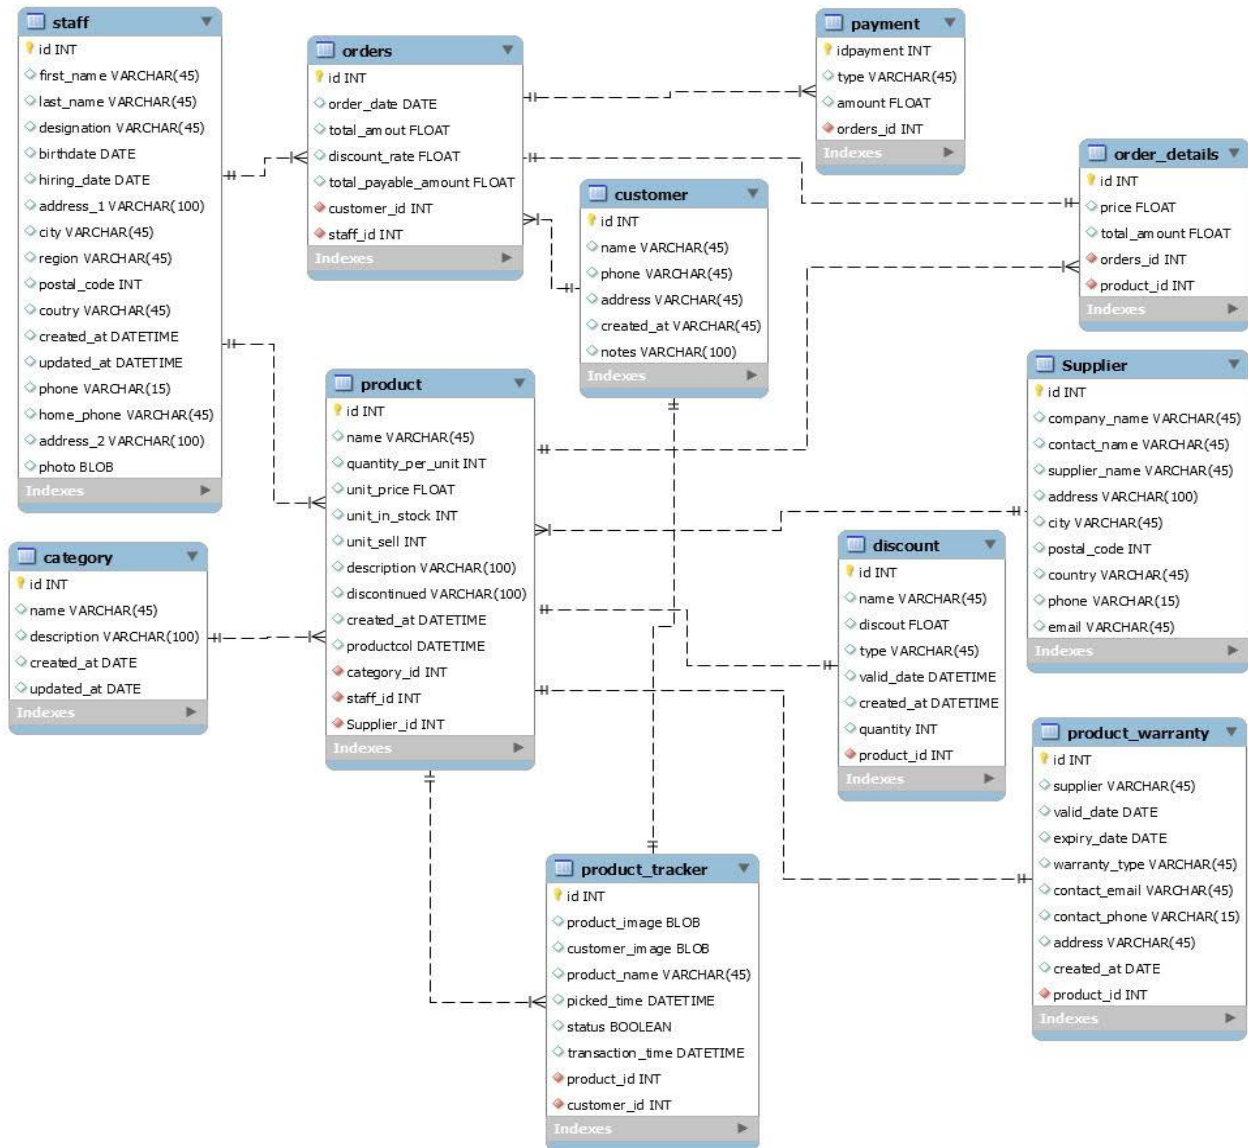 staff
id INT
first_name VARCHAR(45)
last_name VARCHAR(45)
designation VARCHAR(45)
birthdate DATE
hiring_date DATE
address_1 VARCHAR(100)
city VARCHAR(45)
region VARCHAR(45)
postal_code INT
coutry VARCHAR(45)
created_at DATETIME
updated_at DATETIME
phone VARCHAR(15)
home_phone VARCHAR(45)
address_2 VARCHAR(100)
photo BLOB
Indexes
orders
id INT
order_date DATE
total_amout FLOAT
discount_rate FLOAT
total_payable_amount FLOAT
customer_id INT
staff_id INT
Indexes
payment
idpayment INT
type VARCHAR(45)
amount FLOAT
orders_id INT
Indexes
order_details
id INT
price FLOAT
total_amount FLOAT
orders_id INT
product_id INT
Indexes
customer
id INT
name VARCHAR(45)
phone VARCHAR(45)
address VARCHAR(45)
created_at VARCHAR(45)
notes VARCHAR(100)
Indexes
product
id INT
name VARCHAR(45)
quantity_per_unit INT
unit_price FLOAT
unit_in_stock INT
unit_sell INT
description VARCHAR(100)
discontinued VARCHAR(100)
created_at DATETIME
productcol DATETIME
category_id INT
staff_id INT
Supplier_id INT
Indexes
Supplier
id INT
company_name VARCHAR(45)
contact_name VARCHAR(45)
supplier_name VARCHAR(45)
address VARCHAR(100)
city VARCHAR(45)
postal_code INT
country VARCHAR(45)
phone VARCHAR(15)
email VARCHAR(45)
category
id INT
name VARCHAR(45)
description VARCHAR(100)
created_at DATE
updated_at DATE
Indexes
discount
id INT
name VARCHAR(45)
discout FLOAT
type VARCHAR(45)
valid_date DATETIME
created_at DATETIME
quantity INT
product_id INT
Indexes
product_warranty
id INT
supplier VARCHAR(45)
valid_date DATE
expiry_date DATE
warranty_type VARCHAR(45)
contact_email VARCHAR(45)
contact_phone VARCHAR(15)
address VARCHAR(45)
created_at DATE
product_id INT
Indexes
product_tracker
id INT
product_image BLOB
customer_image BLOB
product_name VARCHAR(45)
picked_time DATETIME
status BOOLEAN
transaction_time DATETIME
product_id INT
customer_id INT
Indexes